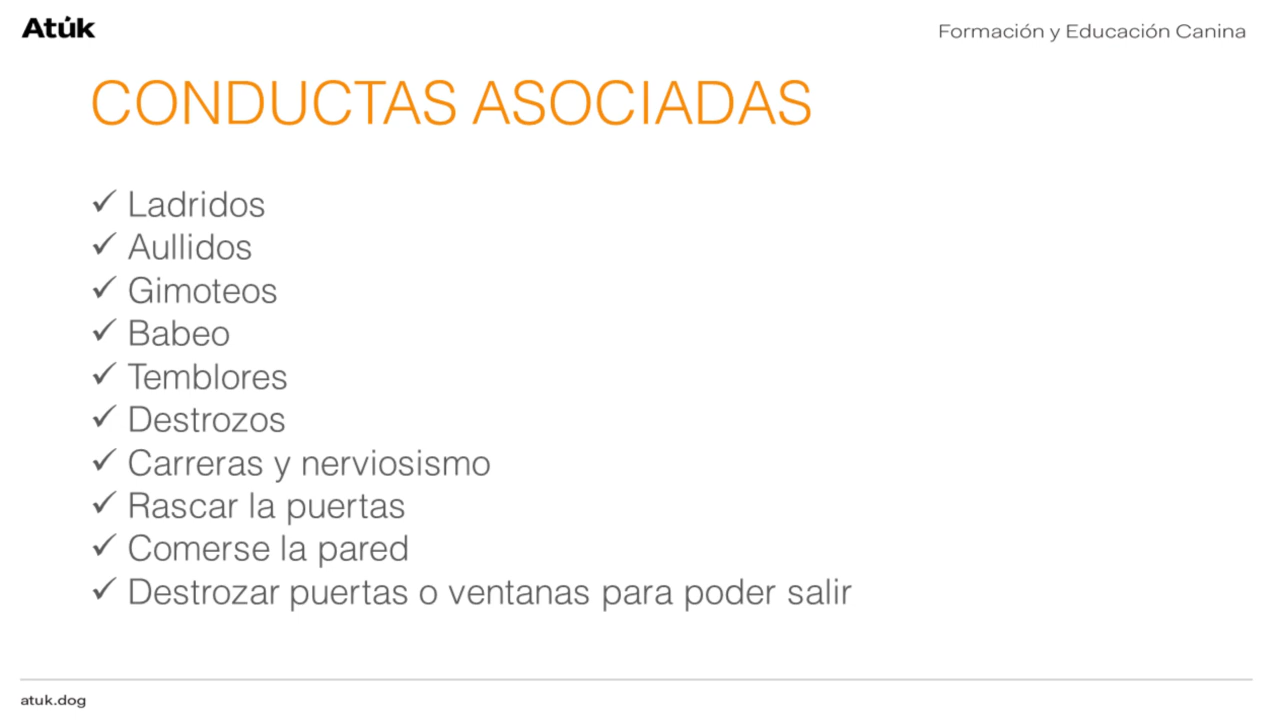 Atúk
Formación y Educación Canina
CONDUCTAS ASOCIADAS
✓ Ladridos
✓ Aullidos
✓ Gimoteos
✓ Babeo
✓ Temblores
✓ Destrozos
✓ Carreras y nerviosismo
✓ Rascar la puertas
✓ Comerse la pared
✓ Destrozar puertas o ventanas para poder salir
atuk.dog